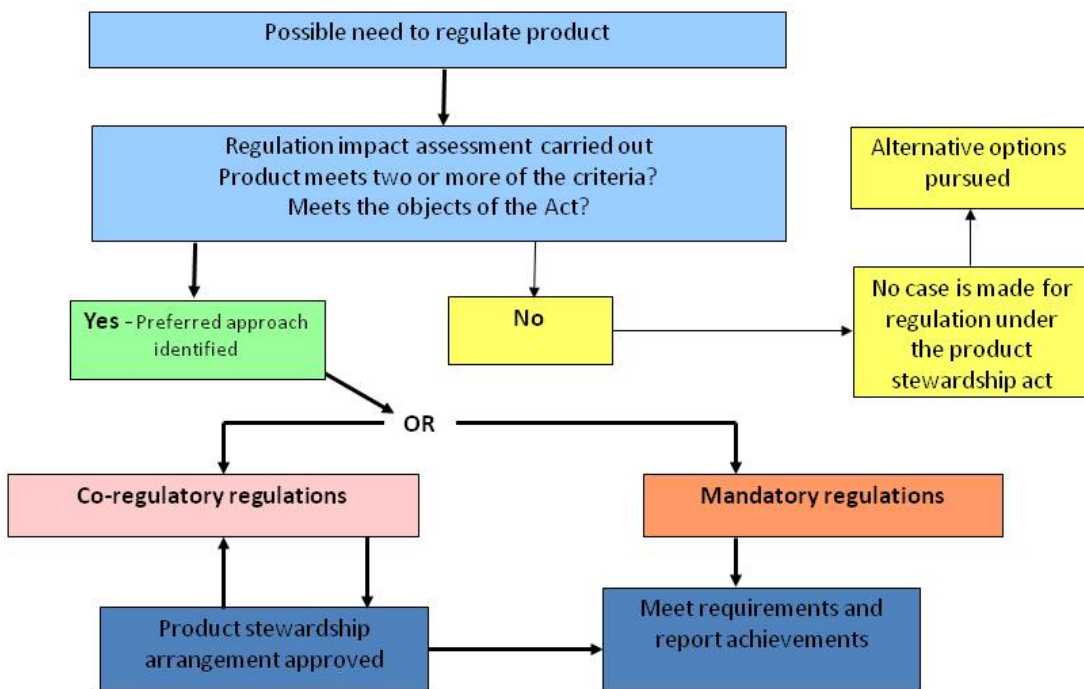 Possible need to regulate product
Regulation impact assessment carried out
Product meets two or more of the criteria?
Meets the objects of the Act?
Alternative options
pursued
Yes - Preferred approach
identified
No
No case is made for
regulation under
the product
stewardship act
OR
Co-regulatory regulations
Mandatory regulations
Product stewardship
arrangement approved
Meet requirements and
report achievements